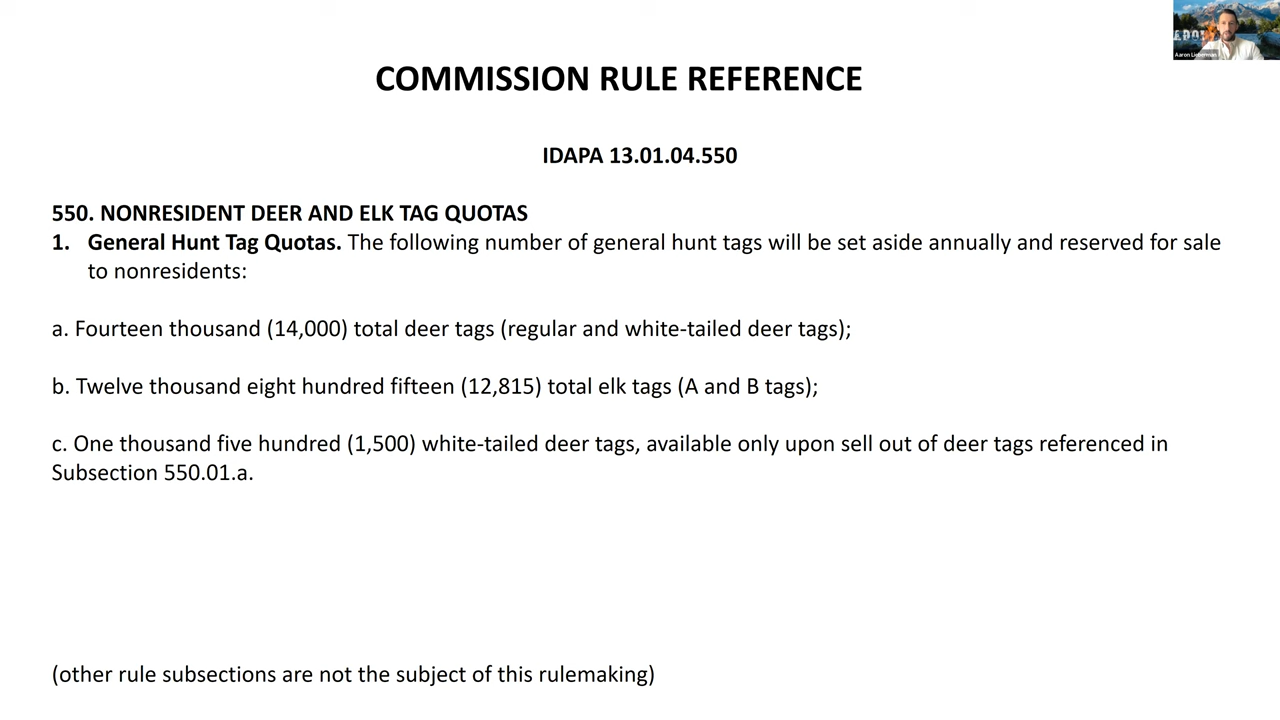 COMMISSION RULE REFERENCE
Aaron Lieberman
IDAPA 13.01.04.550
550. NONRESIDENT DEER AND ELK TAG QUOTAS
1. General Hunt Tag Quotas. The following number of general hunt tags will be set aside annually and reserved for sale
to nonresidents:
a. Fourteen thousand (14,000) total deer tags (regular and white-tailed deer tags);
b. Twelve thousand eight hundred fifteen (12,815) total elk tags (A and B tags);
c. One thousand five hundred (1,500) white-tailed deer tags, available only upon sell out of deer tags referenced in
Subsection 550.01.a.
(other rule subsections are not the subject of this rulemaking)